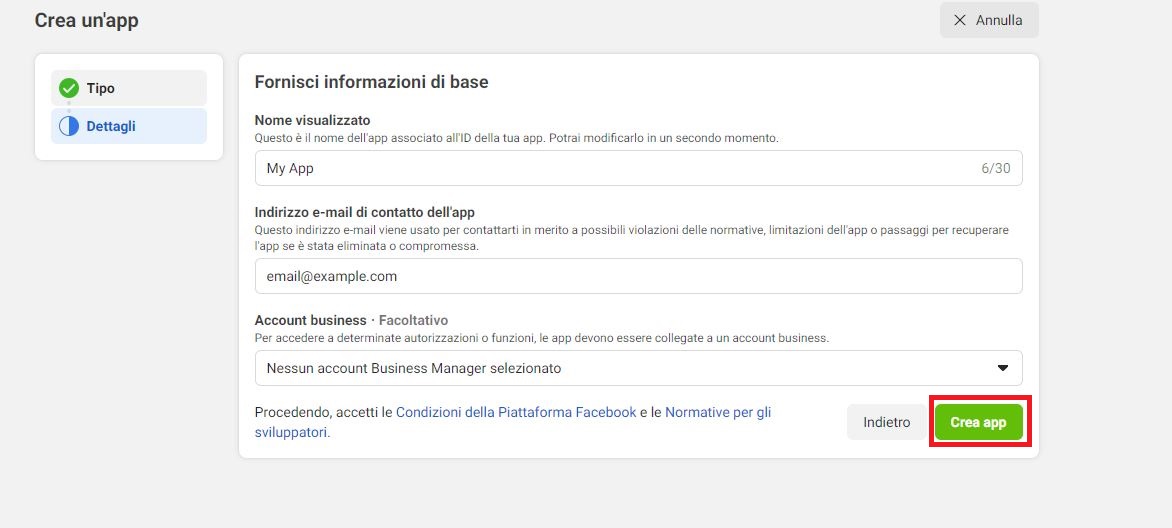 Crea un'app
Annulla
Tipo
Dettagli
Fornisci informazioni di base
Nome visualizzato
Questo è il nome dell'app associato all'ID della tua app. Potrai modificarlo in un secondo momento.
My App
6/30
Indirizzo e-mail di contatto dell'app
Questo indirizzo e-mail viene usato per contattarti in merito a possibili violazioni delle normative, limitazioni dell'app o passaggi per recuperare
l'app se è stata eliminata o compromessa.
email@example.com
Account business · Facoltativo
Per accedere a determinate autorizzazioni o funzioni, le app devono essere collegate a un account business.
Nessun account Business Manager selezionato
Procedendo, accetti le Condizioni della Piattaforma Facebook e le Normative per gli
sviluppatori.
Indietro
Crea app